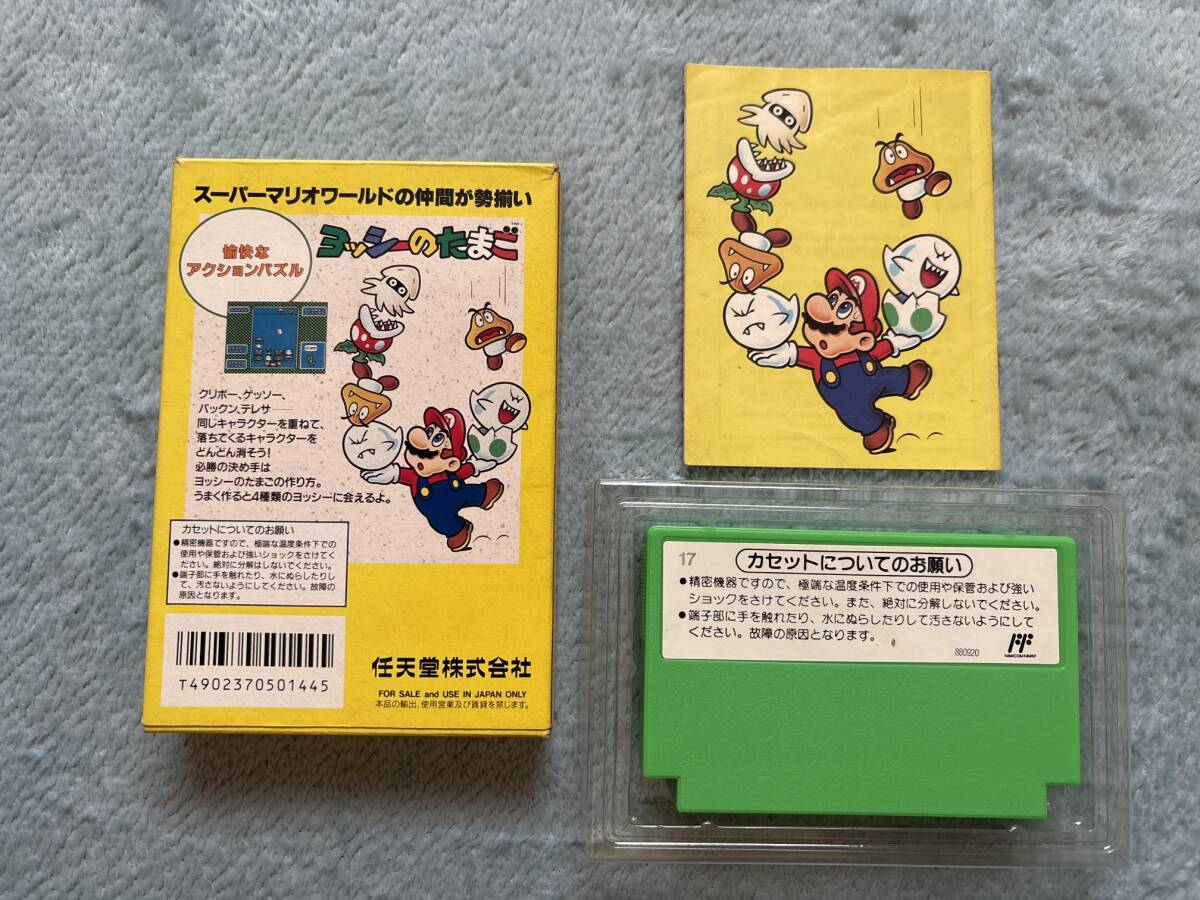 スーパーマリオワールドの仲間が勢揃い
愉快な
アクションパズル
ヨッシーのたまご
TM
クリボー、ゲッソー、
パックン、テレサ――
同じキャラクターを重ねて、
落ちてくるキャラクターを
どんどん消そう!
必勝の決め手は
ヨッシーのたまごの作り方。
うまく作ると4種類のヨッシーに会えるよ。
カセットについてのお願い
●精密機器ですので、極端な温度条件下での
使用や保管および強いショックをさけてく
ださい。絶対に分解はしないでください。
●端子部に手を触れたり、水にぬらしたりし
て、汚さないようにしてください。故障の
原因となります。
T4902370501445
任天堂株式会社
FOR SALE and USE IN JAPAN ONLY
本品の輸出、使用営業及び賃貸を禁じます。
17
カセットについてのお願い
●精密機器ですので、極端な温度条件下での使用や保管および強い
ショックをさけてください。また、絶対に分解しないでください。
●端子部に手を触れたり、水にぬらしたりして汚さないようにして
ください。故障の原因となります。
880920